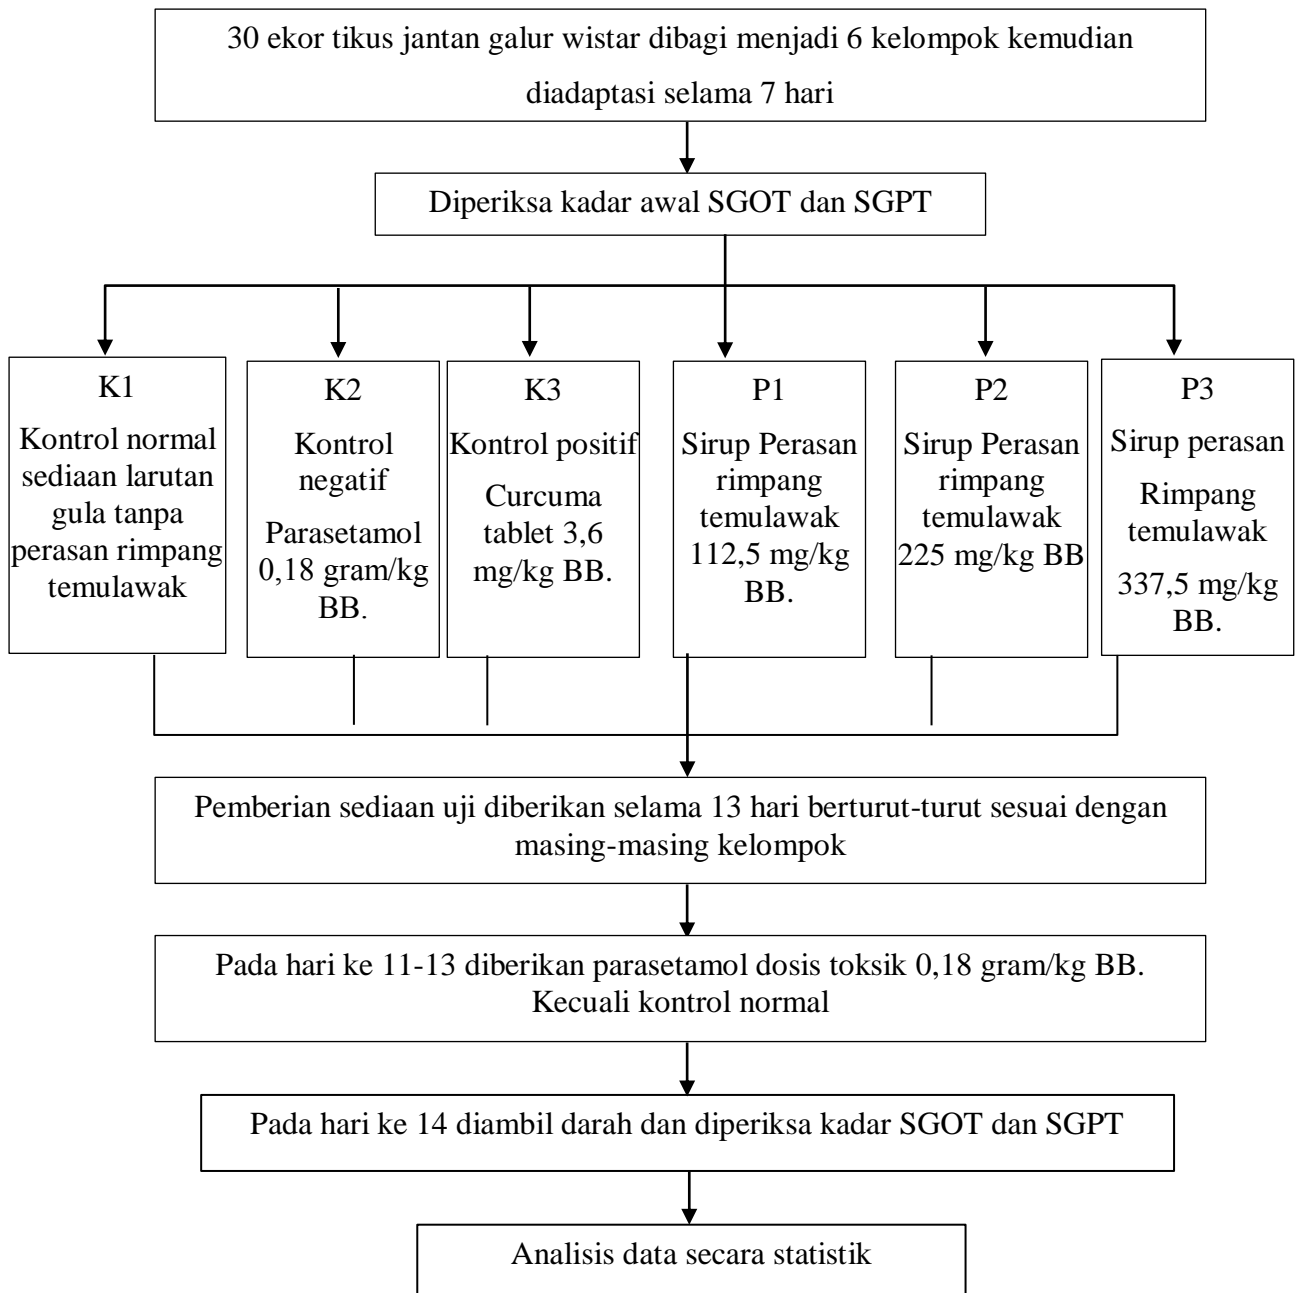 30 ekor tikus jantan galur wistar dibagi menjadi 6 kelompok kemudian
diadaptasi selama 7 hari
Diperiksa kadar awal SGOT dan SGPT
K1
Kontrol normal
sediaan larutan
gula tanpa
perasan rimpang
temulawak
K2
Kontrol
negatif
Parasetamol
0,18 gram/kg
BB.
K3
Kontrol positif
Curcuma
tablet 3,6
mg/kg BB.
P1
Sirup Perasan
rimpang
temulawak
112,5 mg/kg
BB.
P2
Sirup Perasan
rimpang
temulawak
225 mg/kg BB
P3
Sirup perasan
Rimpang
temulawak
337,5 mg/kg
BB.
Pemberian sediaan uji diberikan selama 13 hari berturut-turut sesuai dengan
masing-masing kelompok
Pada hari ke 11-13 diberikan parasetamol dosis toksik 0,18 gram/kg BB.
Kecuali kontrol normal
Pada hari ke 14 diambil darah dan diperiksa kadar SGOT dan SGPT
Analisis data secara statistik